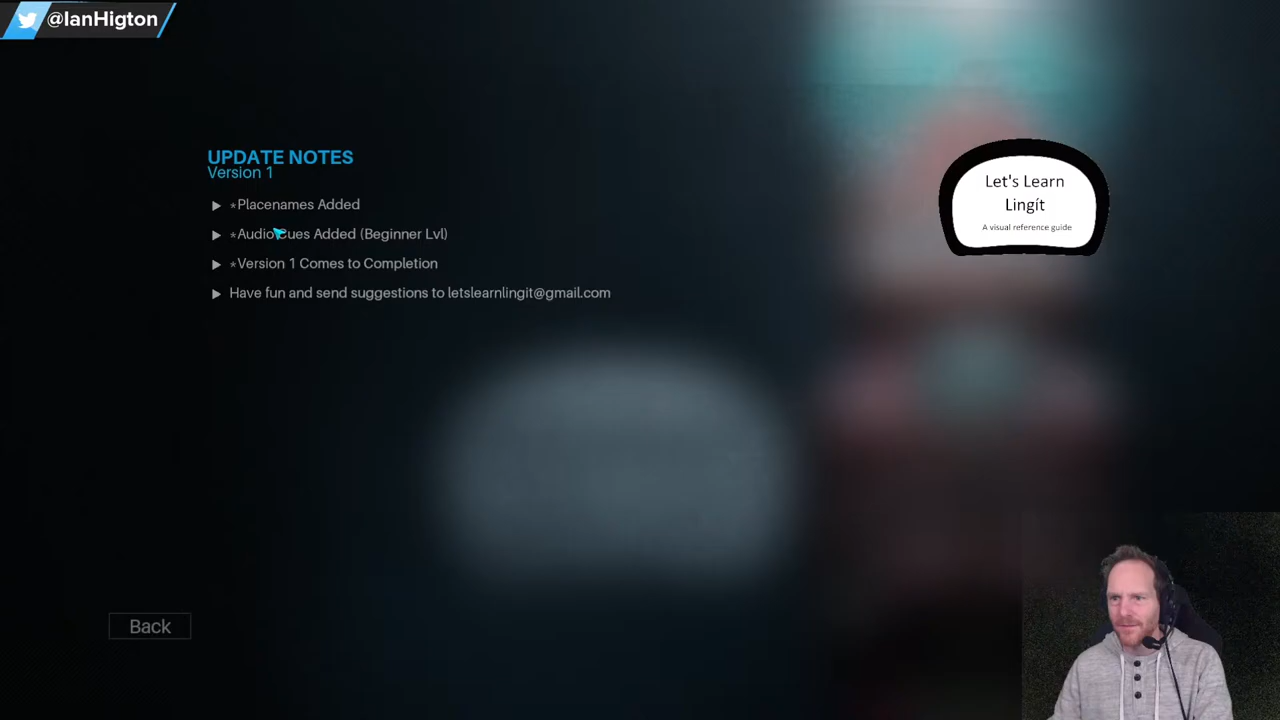 @IanHigton
UPDATE NOTES
Version 1
*Placenames Added
*Audio Cues Added (Beginner Lvl)
*Version 1 Comes to Completion
Have fun and send suggestions to letslearnlingit@gmail.com
Let's Learn
Lingít
A visual reference guide
Back